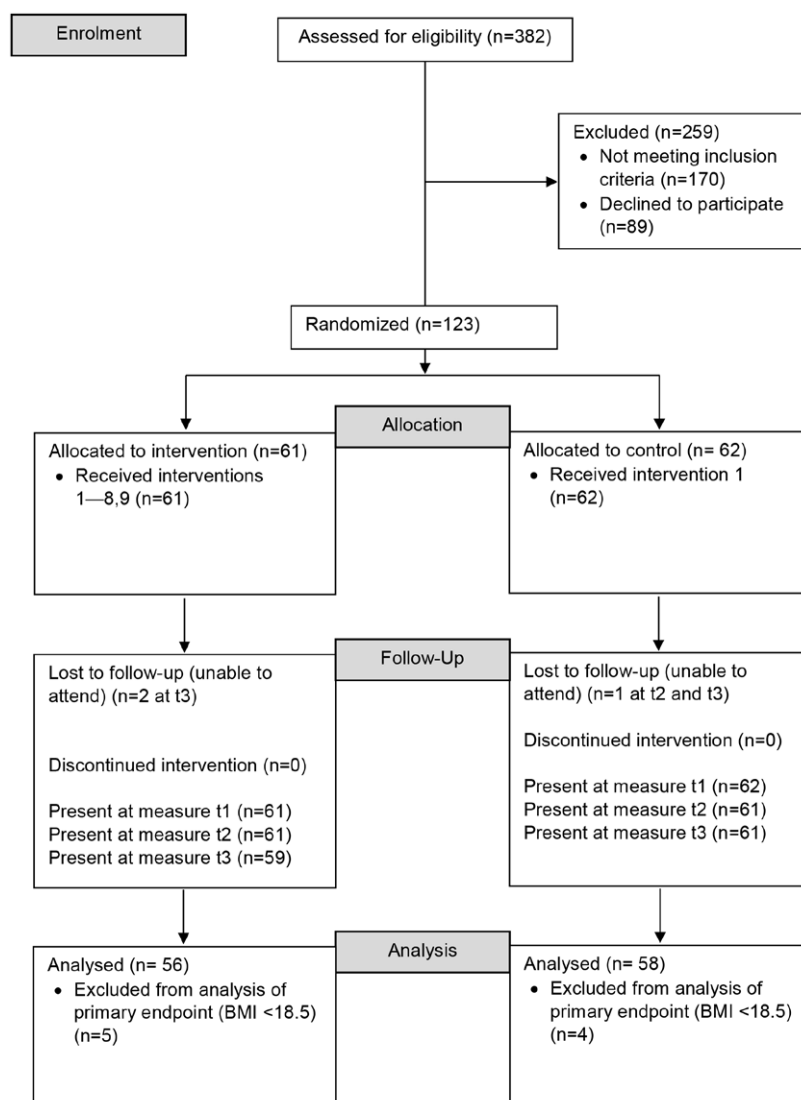 Enrolment
Assessed for eligibility (n=382)
Excluded (n=259)
• Not meeting inclusion
criteria (n=170)
• Declined to participate
(n=89)
Randomized (n=123)
Allocation
Allocated to intervention (n=61)
• Received interventions
1—8,9 (n=61)
Allocated to control (n= 62)
• Received intervention 1
(n=62)
Follow-Up
Lost to follow-up (unable to
attend) (n=2 at t3)
Discontinued intervention (n=0)
Present at measure t1 (n=61)
Present at measure t2 (n=61)
Present at measure t3 (n=59)
Lost to follow-up (unable to
attend) (n=1 at t2 and t3)
Discontinued intervention (n=0)
Present at measure t1 (n=62)
Present at measure t2 (n=61)
Present at measure t3 (n=61)
Analysis
Analysed (n= 56)
• Excluded from analysis of
primary endpoint (BMI <18.5)
(n=5)
Analysed (n= 58)
• Excluded from analysis of
primary endpoint (BMI <18.5)
(n=4)